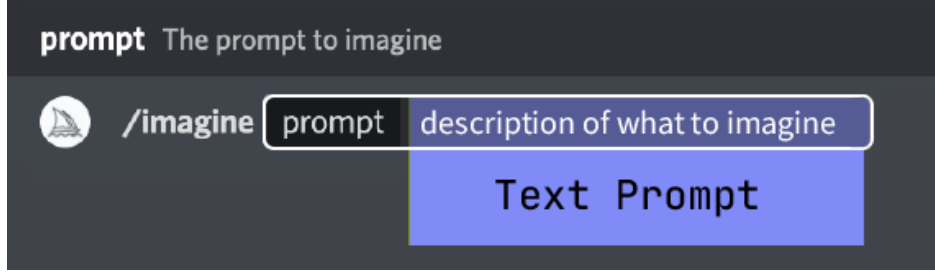 prompt The prompt to imagine
/imagine prompt description of what to imagine
Text Prompt